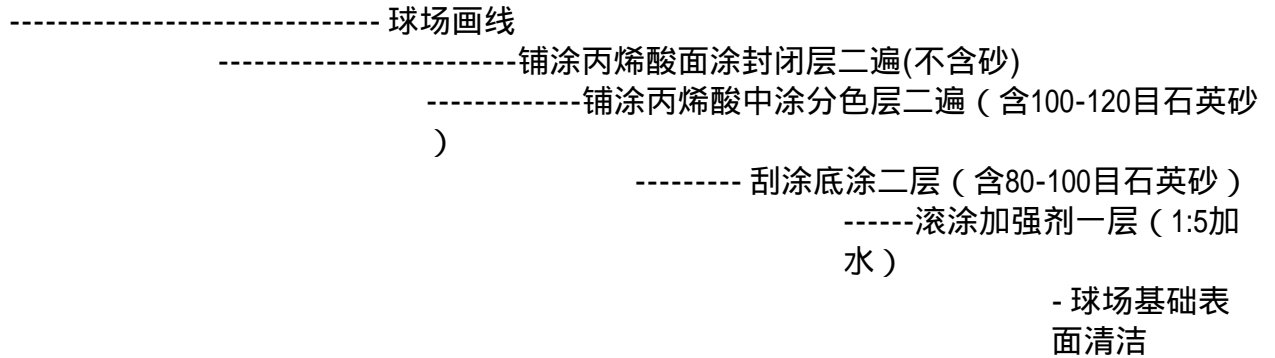 ------------------------------- 球场画线
-------------------------铺涂丙烯酸面涂封闭层二遍(不含砂)
-------------铺涂丙烯酸中涂分色层二遍（含100-120目石英砂
）
--------- 刮涂底涂二层（含80-100目石英砂）
------滚涂加强剂一层（1:5加
水）
- 球场基础表
面清洁